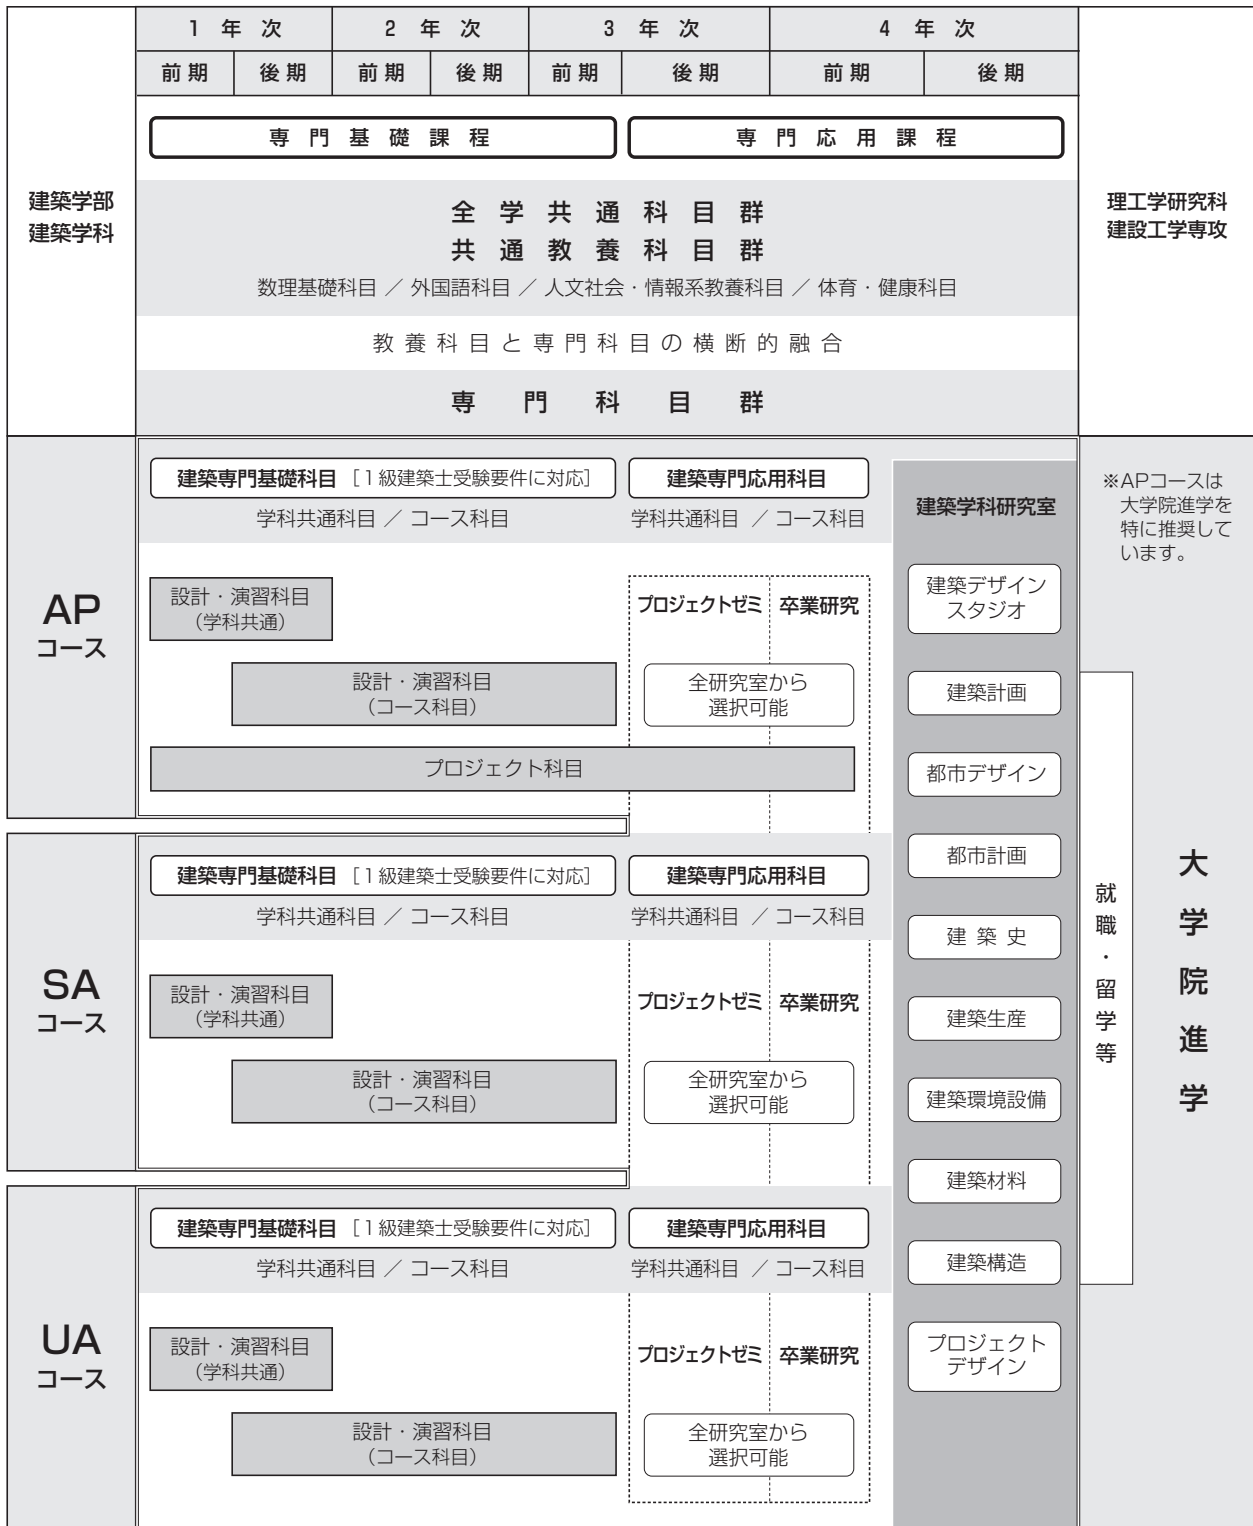 1 年 次
2 年 次
3 年 次
4 年 次
前 期
後 期
前 期
後 期
前 期
後 期
前 期
後 期
建築学部
建築学科
専 門 基 礎 課 程
専 門 応 用 課 程
全 学 共 通 科 目 群
共 通 教 養 科 目 群
数理基礎科目 ／ 外国語科目 ／ 人文社会・情報系教養科目 ／ 体育・健康科目
教 養 科 目 と 専 門 科 目 の 横 断 的 融 合
専 門 科 目 群
理工学研究科
建設工学専攻
AP
コース
建築専門基礎科目 ［1級建築士受験要件に対応］
学科共通科目 ／ コース科目
建築専門応用科目
学科共通科目 ／ コース科目
設計・演習科目
（学科共通）
設計・演習科目
（コース科目）
プロジェクト科目
プロジェクトゼミ
卒業研究
全研究室から
選択可能
SA
コース
建築専門基礎科目 ［1級建築士受験要件に対応］
学科共通科目 ／ コース科目
建築専門応用科目
学科共通科目 ／ コース科目
設計・演習科目
（学科共通）
設計・演習科目
（コース科目）
プロジェクトゼミ
卒業研究
全研究室から
選択可能
UA
コース
建築専門基礎科目 ［1級建築士受験要件に対応］
学科共通科目 ／ コース科目
建築専門応用科目
学科共通科目 ／ コース科目
設計・演習科目
（学科共通）
設計・演習科目
（コース科目）
プロジェクトゼミ
卒業研究
全研究室から
選択可能
建築学科研究室
建築デザイン
スタジオ
建築計画
都市デザイン
都市計画
建 築 史
建築生産
建築環境設備
建築材料
建築構造
プロジェクト
デザイン
※APコースは
大学院進学を
特に推奨して
います。
就職・留学等
大学院進学